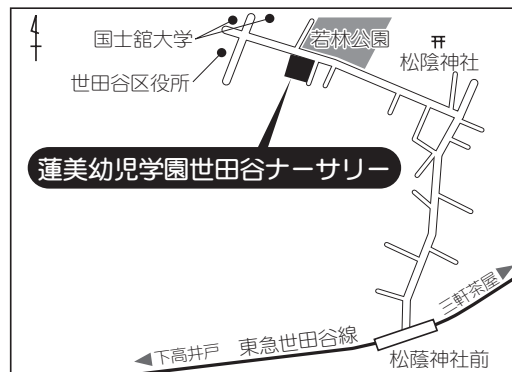 国士舘大学
若林公園
世田谷区役所
松陰神社
蓮美幼児学園世田谷ナーサリー
三軒茶屋
下高井戸
東急世田谷線
松陰神社前